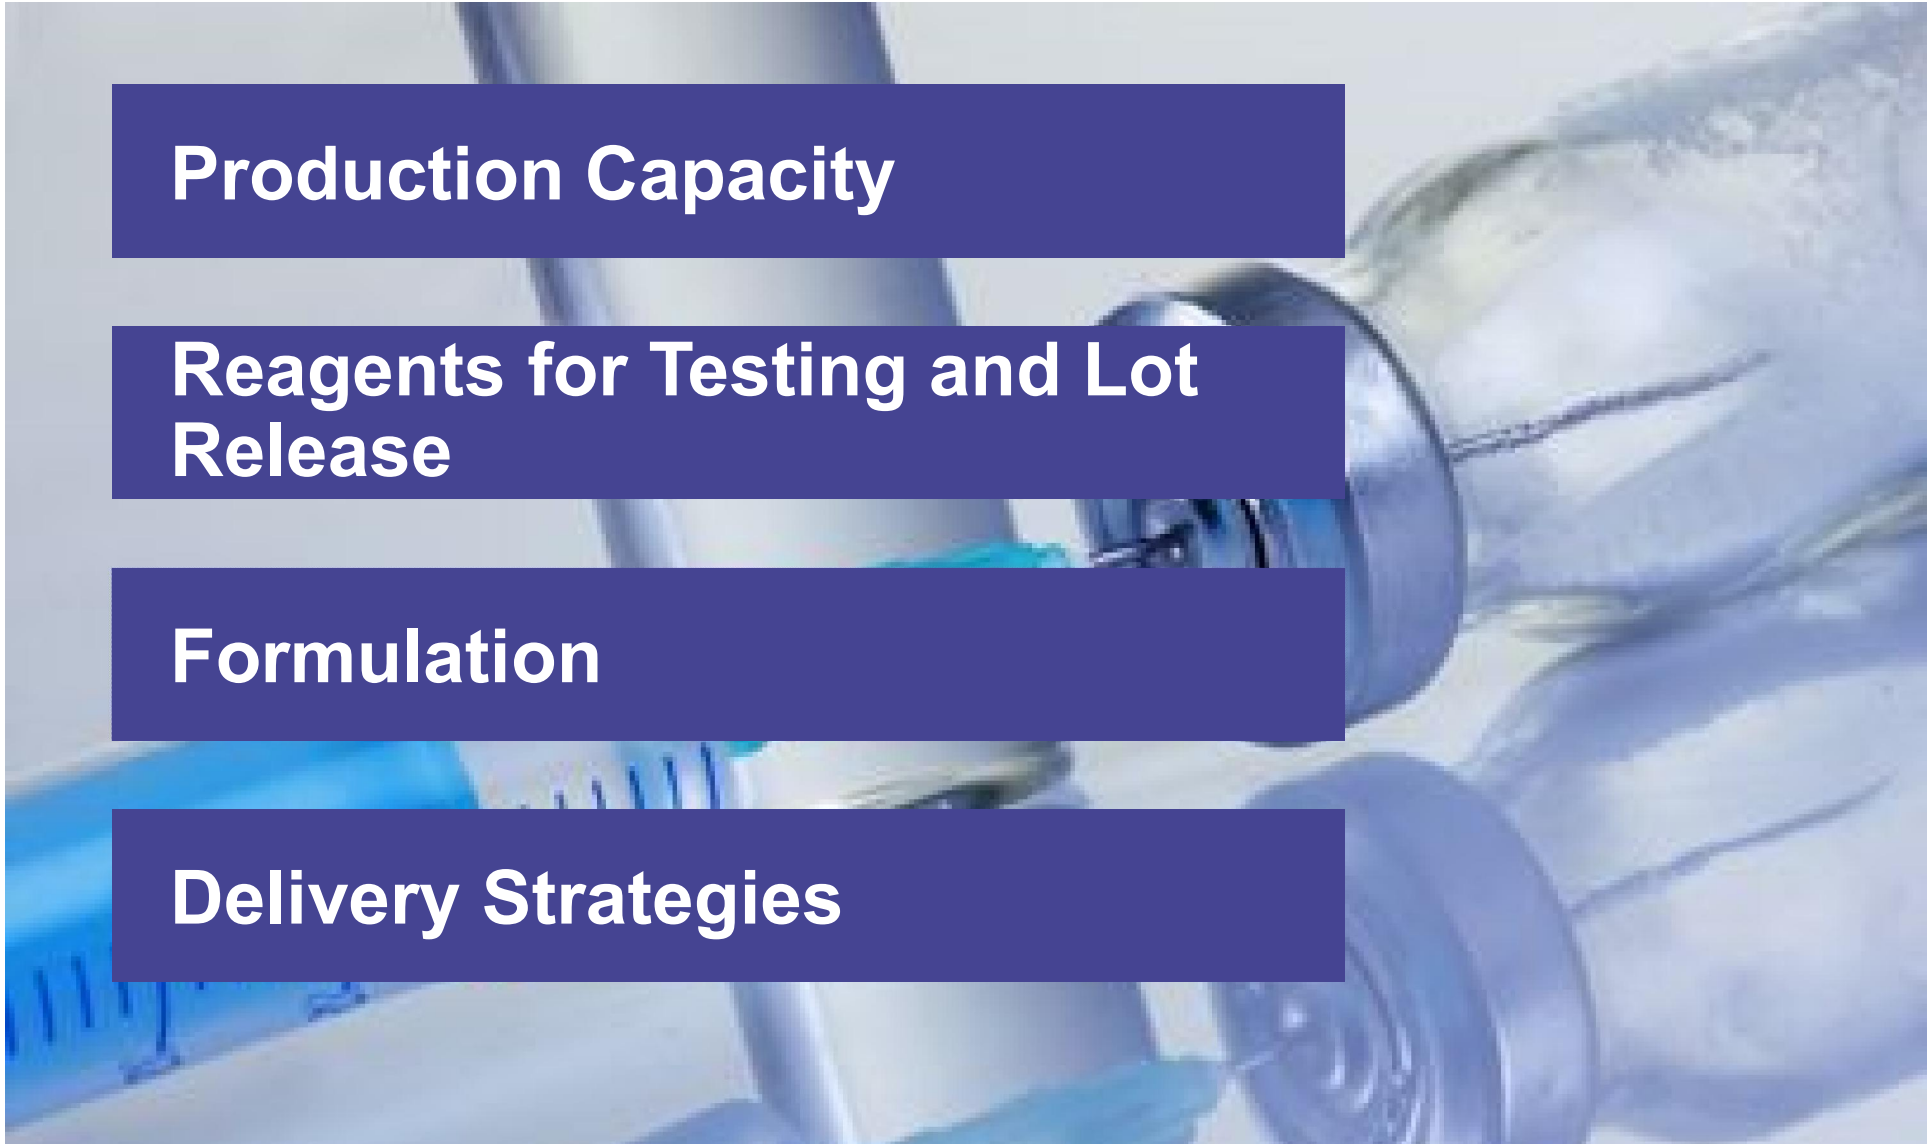 Production Capacity
Reagents for Testing and Lot
Release
Formulation
Delivery Strategies